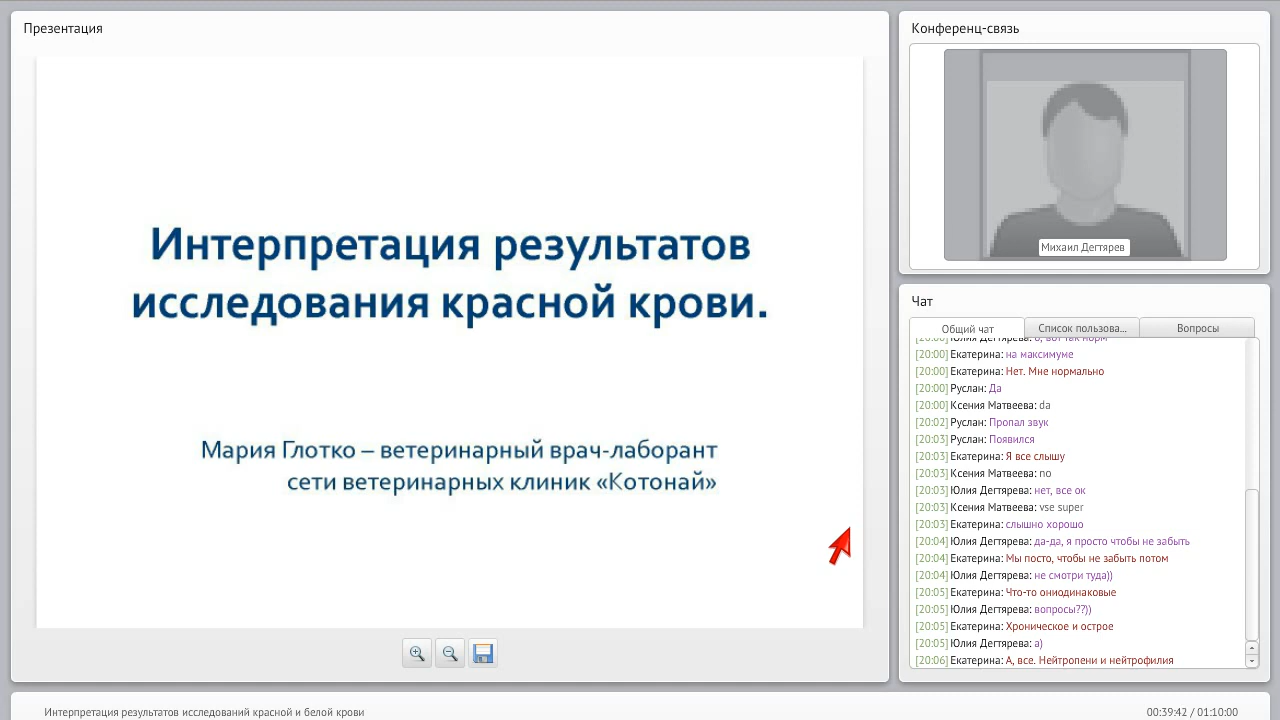 Презентация
Интерпретация результатов
исследования красной крови.
Мария Глотко – ветеринарный врач-лаборант
сети ветеринарных клиник «Котонай»
Конференц-связь
Михаил Дегтярев
Чат
Общий чат
Список пользова...
Вопросы
[20:00] Юлия Дегтярева: о, вот так норм
[20:00] Екатерина: на максимуме
[20:00] Екатерина: Нет. Мне нормально
[20:00] Руслан: Да
[20:00] Ксения Матвеева: da
[20:02] Руслан: Пропал звук
[20:03] Руслан: Появился
[20:03] Екатерина: Я все слышу
[20:03] Ксения Матвеева: no
[20:03] Юлия Дегтярева: нет, все ок
[20:03] Ксения Матвеева: vse super
[20:03] Екатерина: слышно хорошо
[20:04] Юлия Дегтярева: да-да, я просто чтобы не забыть
[20:04] Екатерина: Мы посто, чтобы не забыть потом
[20:04] Юлия Дегтярева: не смотри туда))
[20:05] Екатерина: Что-то ониодинаковые
[20:05] Юлия Дегтярева: вопросы??))
[20:05] Екатерина: Хроническое и острое
[20:05] Юлия Дегтярева: а)
[20:06] Екатерина: А, все. Нейтропени и нейтрофилия
Интерпретация результатов исследований красной и белой крови
00:39:42 / 01:10:00